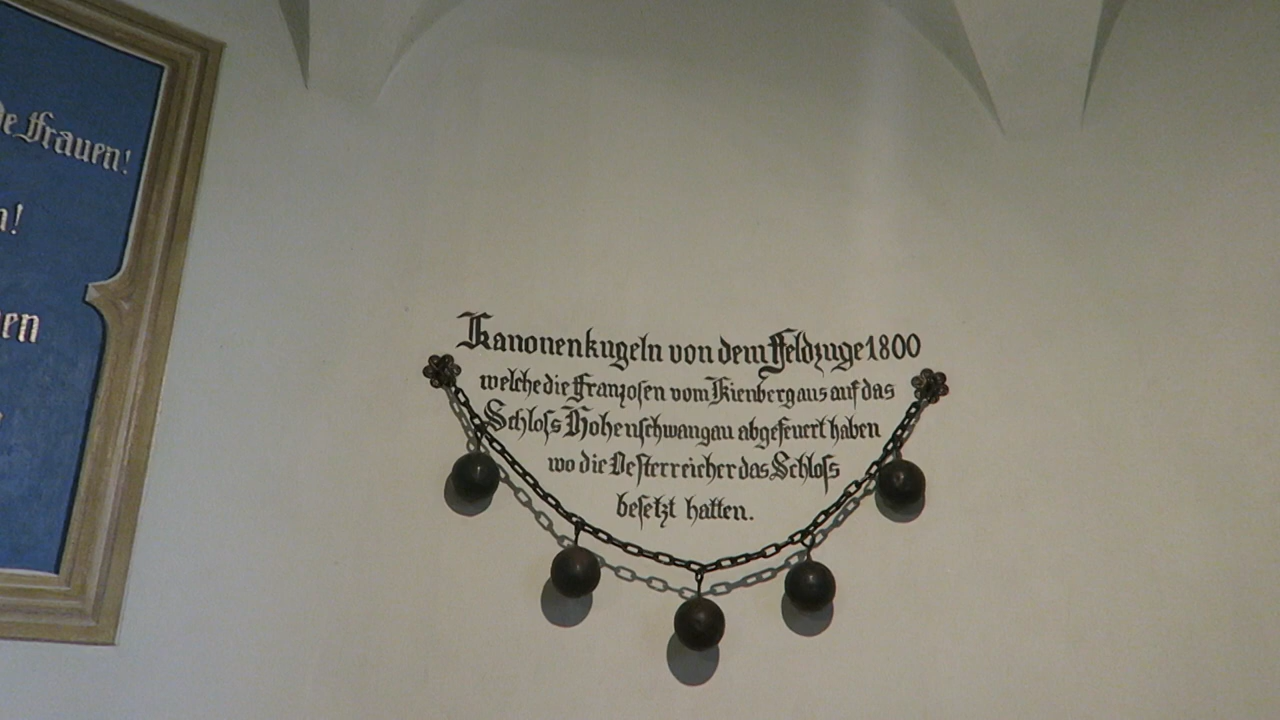 de Frauen!
n!
en
Kanonenkugeln von dem Feldzuge 1800
welche die Franzosen vom Kienberg aus auf das
Schloſs Hohenſchwangau abgefeuert haben
wo die Oeſterreicher das Schloſs
beſetzt hatten.